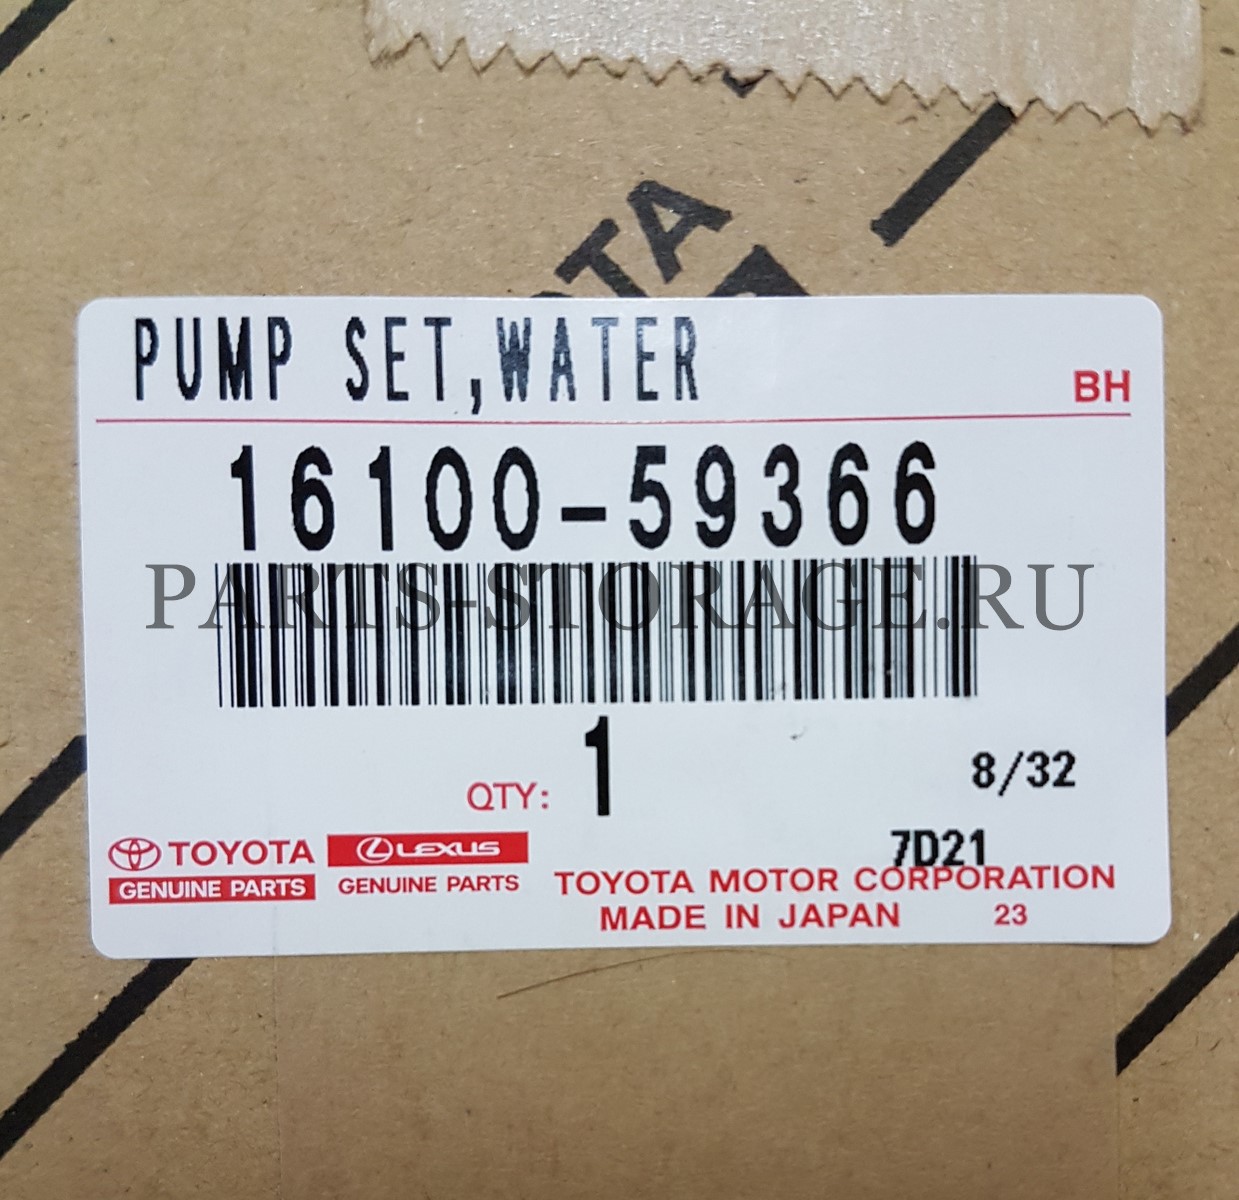 TA
PUMP SET,WATER
BH
16100-59366
PARTS-STORAGE.RU
QTY: 1
8/32
7D21
TOYOTA LEXUS
GENUINE PARTS GENUINE PARTS
TOYOTA MOTOR CORPORATION
MADE IN JAPAN 23